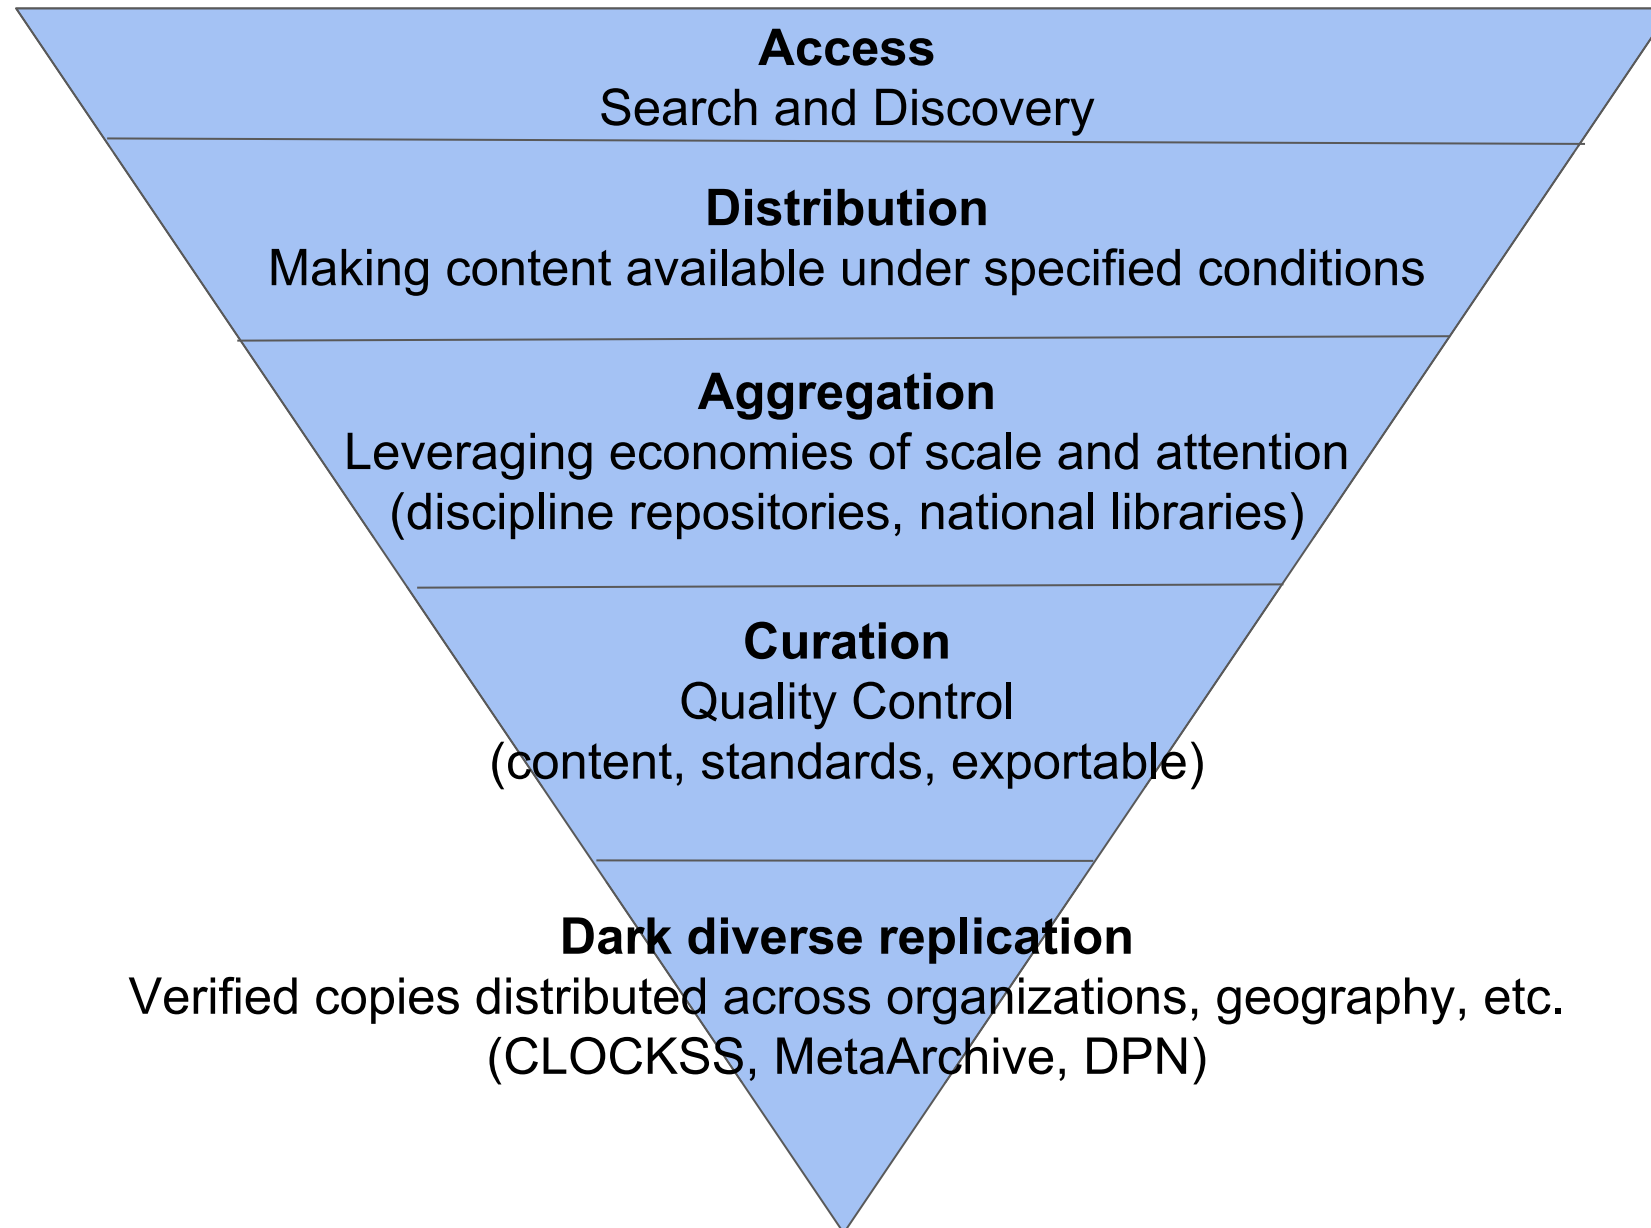 Access
Search and Discovery
Distribution
Making content available under specified conditions
Aggregation
Leveraging economies of scale and attention
(discipline repositories, national libraries)
Curation
Quality Control
(content, standards, exportable)
Dark diverse replication
Verified copies distributed across organizations, geography, etc.
(CLOCKSS, MetaArchive, DPN)